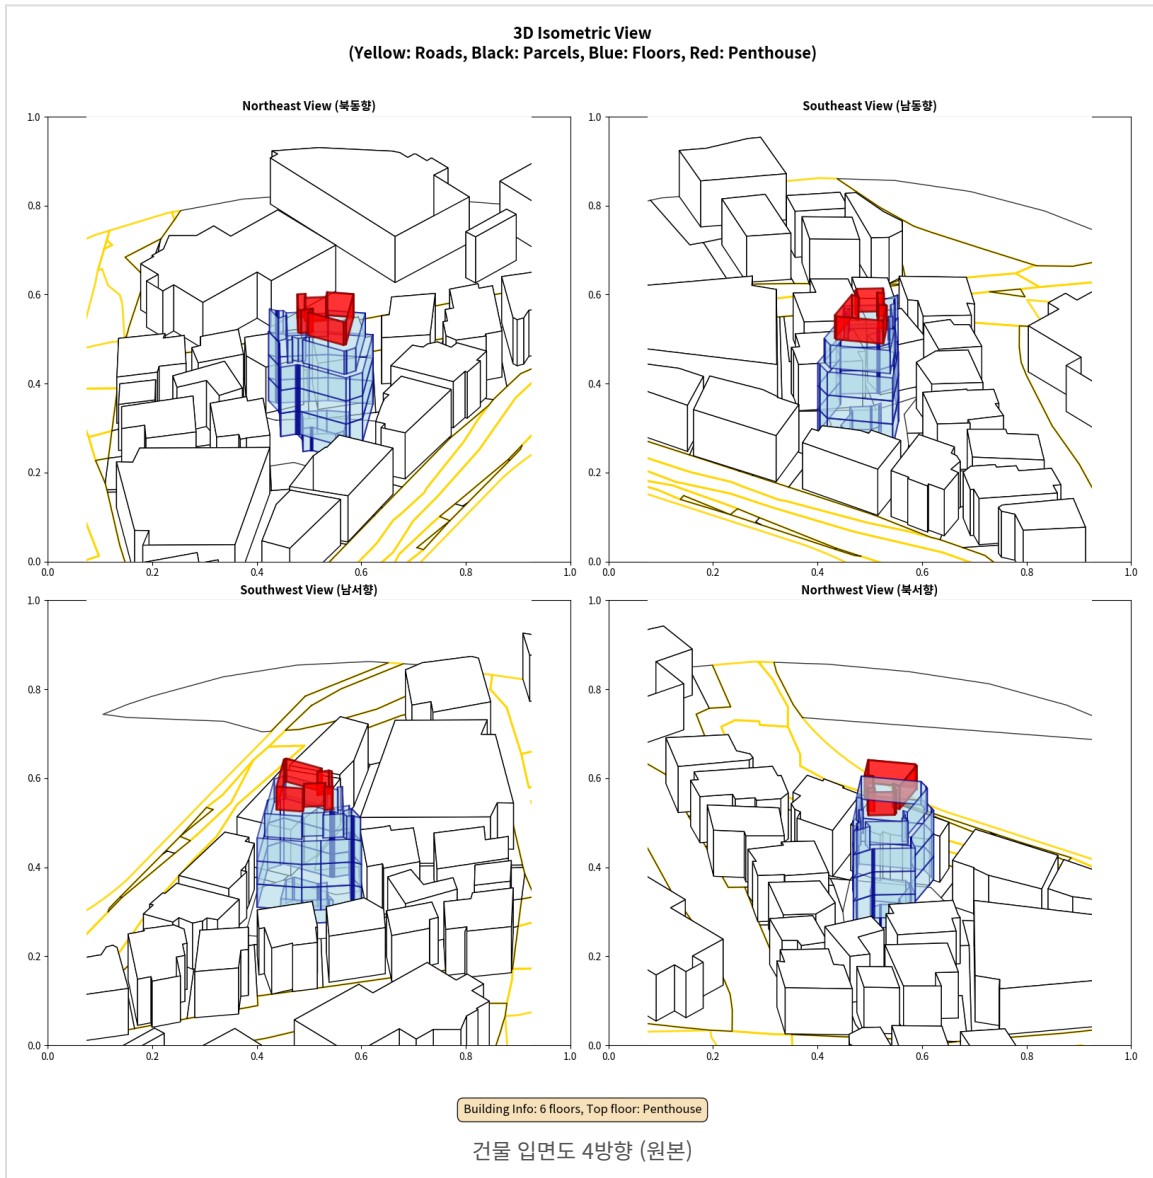 3D Isometric View
(Yellow: Roads, Black: Parcels, Blue: Floors, Red: Penthouse)
Northeast View (북동향)
1.0
0.8
0.6
0.4
0.2
0.0
0.0 0.2 0.4 0.6 0.8 1.0
Southeast View (남동향)
1.0
0.8
0.6
0.4
0.2
0.0
0.0 0.2 0.4 0.6 0.8 1.0
Southwest View (남서향)
1.0
0.8
0.6
0.4
0.2
0.0
0.0 0.2 0.4 0.6 0.8 1.0
Northwest View (북서향)
1.0
0.8
0.6
0.4
0.2
0.0
0.0 0.2 0.4 0.6 0.8 1.0
Building Info: 6 floors, Top floor: Penthouse
건물 입면도 4방향 (원본)